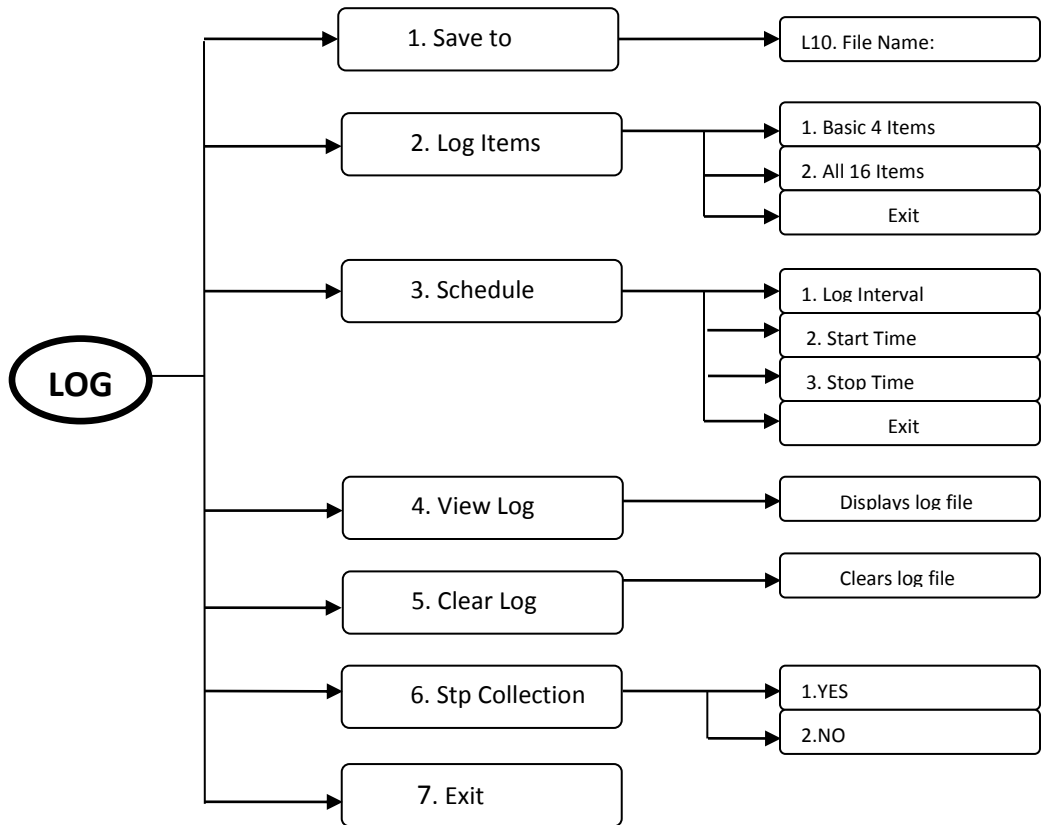 LOG
1. Save to
L10. File Name:
2. Log Items
1. Basic 4 Items
2. All 16 Items
Exit
3. Schedule
1. Log Interval
2. Start Time
3. Stop Time
Exit
4. View Log
Displays log file
5. Clear Log
Clears log file
6. Stp Collection
1.YES
2.NO
7. Exit